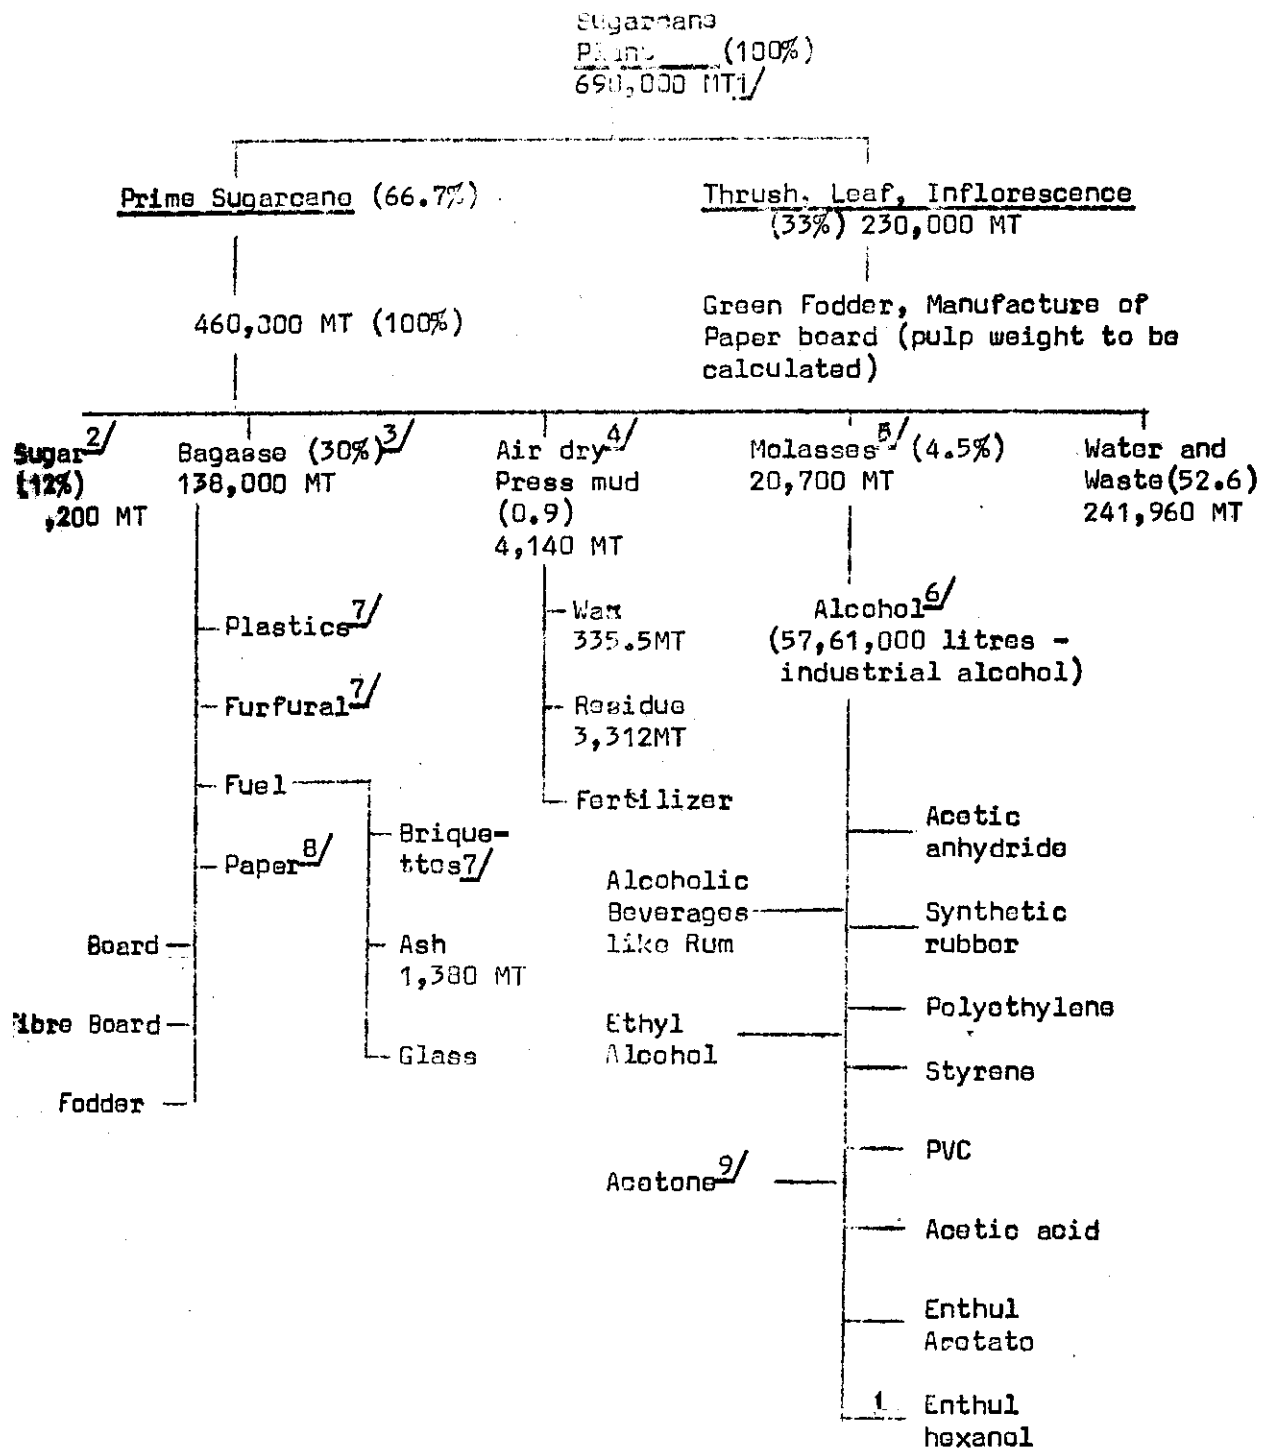 Sugarcane
Plant (100%)
690,000 MT1/
Prime Sugarcane (66.7%)
Thrush, Leaf, Inflorescence
(33%) 230,000 MT
460,000 MT (100%)
Green Fodder, Manufacture of
Paper board (pulp weight to be
calculated)
Sugar2/
(12%)
,200 MT
Bagasse (30%)3/
138,000 MT
Air dry4/
Press mud
(0.9)
4,140 MT
Molasses5/ (4.5%)
20,700 MT
Water and
Waste(52.6)
241,960 MT
Plastics7/
Furfural7/
Fuel
Paper8/
Board
Fibre Board
Fodder
Brique-
ttes7/
Ash
1,380 MT
Glass
Wax
335.5MT
Residue
3,312MT
Fertilizer
Alcohol6/
(57,61,000 litres -
industrial alcohol)
Alcoholic
Beverages
like Rum
Ethyl
Alcohol
Acetone9/
Acetic
anhydride
Synthetic
rubber
Polyethylene
Styrene
PVC
Acetic acid
Enthul
Acetate
1
Enthul
hexanol